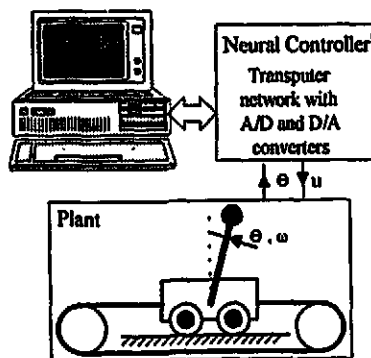 Neural Controller
Transputer
network with
A/D and D/A
converters
Θ u
Plant
Θ, ω